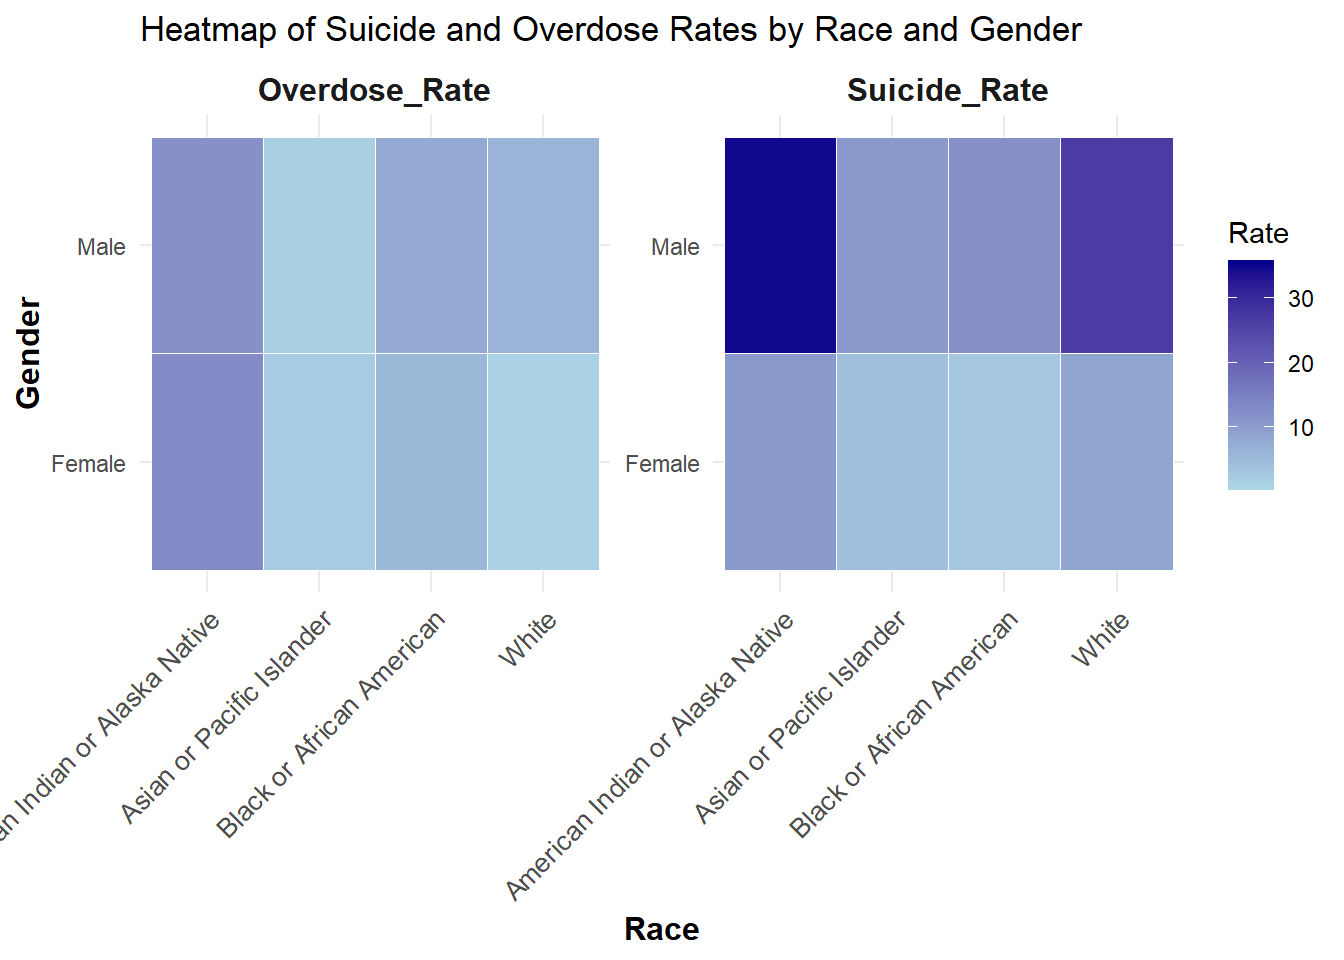 Heatmap of Suicide and Overdose Rates by Race and Gender
Overdose_Rate
Suicide_Rate
Gender
Male
Female
Male
Female
Indian or Alaska Native
Asian or Pacific Islander
Black or African American
White
American Indian or Alaska Native
Asian or Pacific Islander
Black or African American
White
Race
Rate
30
20
10